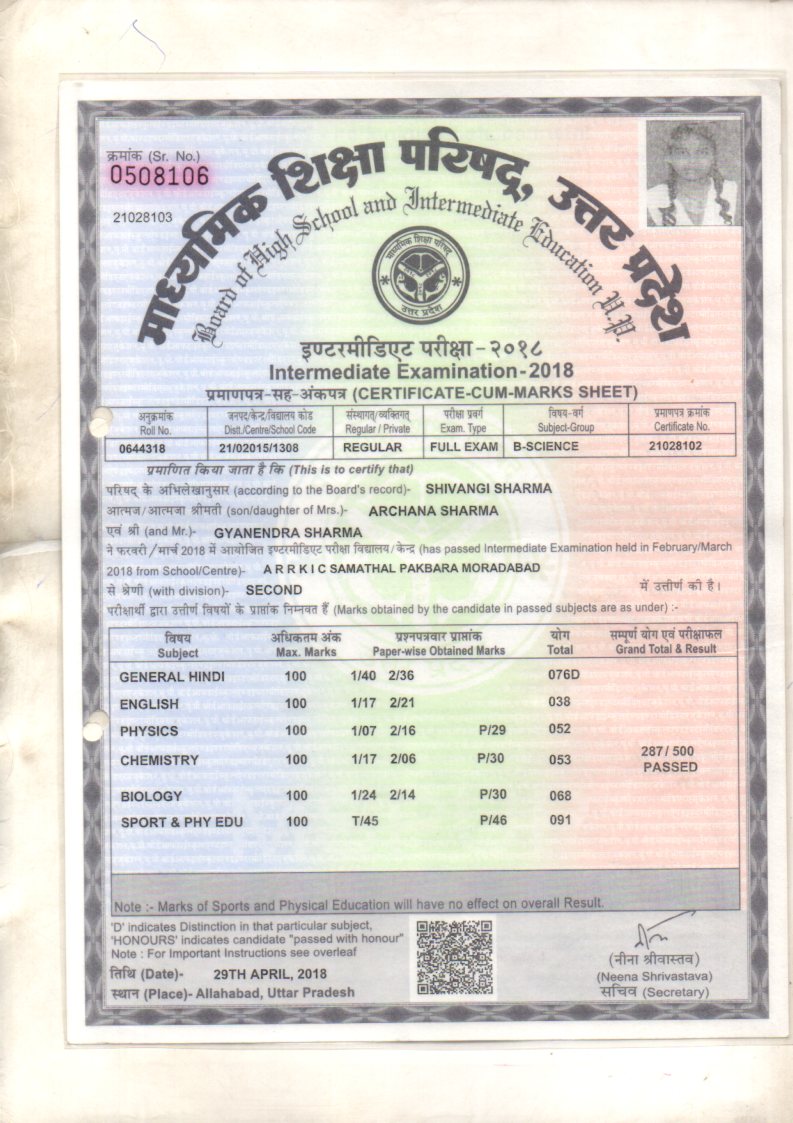 क्रमांक (Sr. No.)
0508106
21028103
माध्यमिक शिक्षा परिषद्, उत्तर प्रदेश
Board of High School and Intermediate Education U.P.
माध्यमिक शिक्षा परिषद
उत्तर प्रदेश
इण्टरमीडिएट परीक्षा - २०१८
Intermediate Examination - 2018
प्रमाणपत्र-सह-अंकपत्र (CERTIFICATE-CUM-MARKS SHEET)
अनुक्रमांक जनपद/केन्द्र/विद्यालय कोड संस्थागत/व्यक्तिगत् परीक्षा प्रवर्ग विषय-वर्ग प्रमाणपत्र क्रमांक
Roll No. Distt./Centre/School Code Regular / Private Exam. Type Subject-Group Certificate No.
0644318 21/02015/1308 REGULAR FULL EXAM B-SCIENCE 21028102
प्रमाणित किया जाता है कि (This is to certify that)
परिषद् के अभिलेखानुसार (according to the Board's record)- SHIVANGI SHARMA
आत्मज/आत्मजा श्रीमती (son/daughter of Mrs.)- ARCHANA SHARMA
एवं श्री (and Mr.)- GYANENDRA SHARMA
ने फरवरी / मार्च 2018 में आयोजित इण्टरमीडिएट परीक्षा विद्यालय/ केन्द्र (has passed Intermediate Examination held in February/March
2018 from School/Centre)- A R R K I C SAMATHAL PAKBARA MORADABAD
से श्रेणी (with division)- SECOND में उत्तीर्ण की है।
परीक्षार्थी द्वारा उत्तीर्ण विषयों के प्राप्तांक निम्नवत हैं (Marks obtained by the candidate in passed subjects are as under) :-
विषय अधिकतम अंक प्रश्नपत्रवार प्राप्तांक योग सम्पूर्ण योग एवं परीक्षाफल
Subject Max. Marks Paper-wise Obtained Marks Total Grand Total & Result
GENERAL HINDI 100 1/40 2/36 076D
ENGLISH 100 1/17 2/21 038
PHYSICS 100 1/07 2/16 P/29 052
287 / 500
CHEMISTRY 100 1/17 2/06 P/30 053
PASSED
BIOLOGY 100 1/24 2/14 P/30 068
SPORT & PHY EDU 100 T/45 P/46 091
Note :- Marks of Sports and Physical Education will have no effect on overall Result.
'D' indicates Distinction in that particular subject,
'HONOURS' indicates candidate "passed with honour"
Note : For Important Instructions see overleaf
तिथि (Date)- 29TH APRIL, 2018
स्थान (Place)- Allahabad, Uttar Pradesh
(नीना श्रीवास्तव)
(Neena Shrivastava)
सचिव (Secretary)